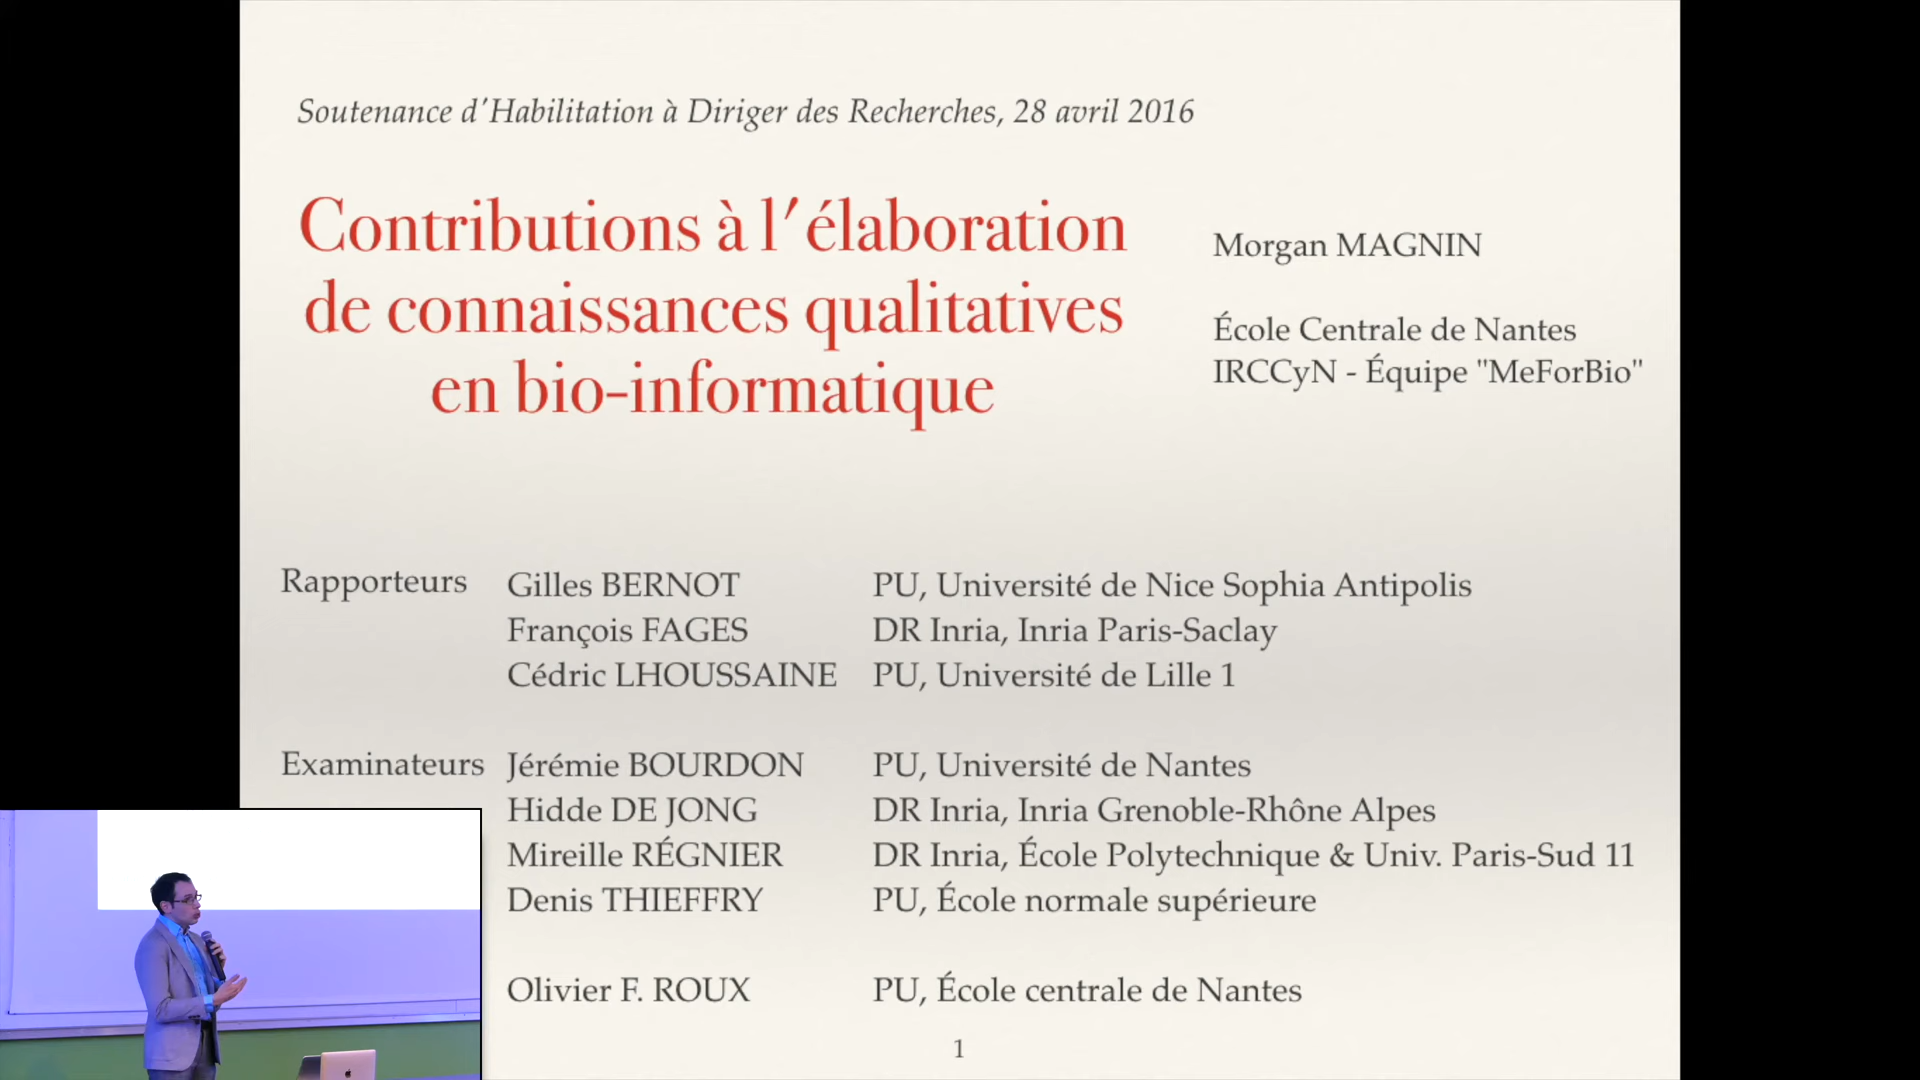 Soutenance d'Habilitation à Diriger des Recherches, 28 avril 2016
Contributions à l'élaboration
de connaissances qualitatives
en bio-informatique
Morgan MAGNIN
École Centrale de Nantes
IRCCyN - Équipe "MeForBio"
Rapporteurs Gilles BERNOT PU, Université de Nice Sophia Antipolis
François FAGES DR Inria, Inria Paris-Saclay
Cédric LHOUSSAINE PU, Université de Lille 1
Examinateurs Jérémie BOURDON PU, Université de Nantes
Hidde DE JONG DR Inria, Inria Grenoble-Rhône Alpes
Mireille RÉGNIER DR Inria, École Polytechnique & Univ. Paris-Sud 11
Denis THIEFFRY PU, École normale supérieure
Olivier F. ROUX PU, École centrale de Nantes
1